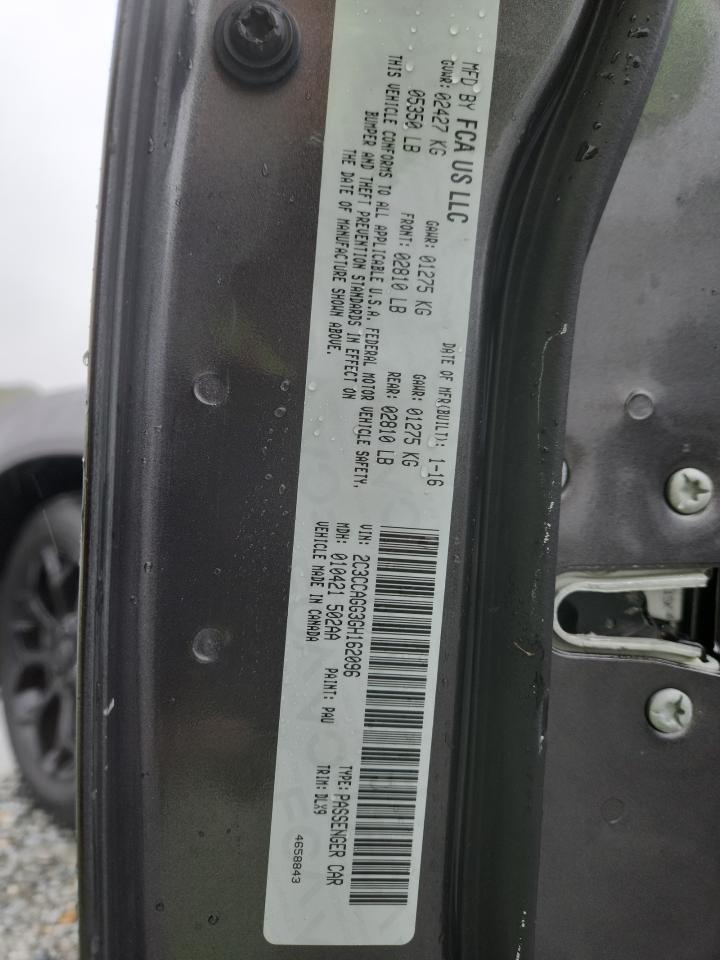 MFD BY FCA US LLC
DATE OF MFR(BUILT): 1-16
GVWR: 02427 KG
GAWR: 01275 KG
GAWR: 01275 KG
05350 LB
FRONT: 02810 LB
REAR: 02810 LB
THIS VEHICLE CONFORMS TO ALL APPLICABLE U.S.A. FEDERAL MOTOR VEHICLE SAFETY,
BUMPER AND THEFT PREVENTION STANDARDS IN EFFECT ON
THE DATE OF MANUFACTURE SHOWN ABOVE.
VIN: 2C3CCAGG3GH162096
TYPE: PASSENGER CAR
MDH: 010421 502AA
PAINT: PAU
TRIM: DLX9
VEHICLE MADE IN CANADA
4658843